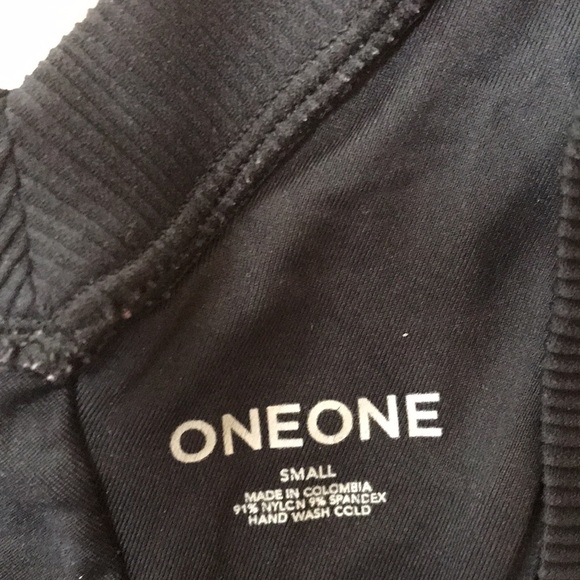 ONEONE
SMALL
MADE IN COLOMBIA
91% NYLON 9% SPANDEX
HAND WASH COLD